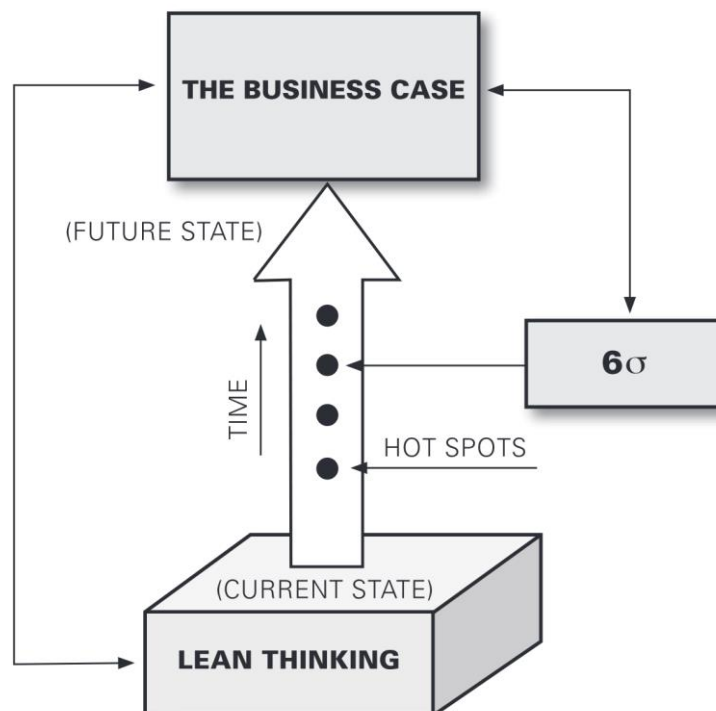 THE BUSINESS CASE
(FUTURE STATE)
6σ
TIME
HOT SPOTS
(CURRENT STATE)
LEAN THINKING